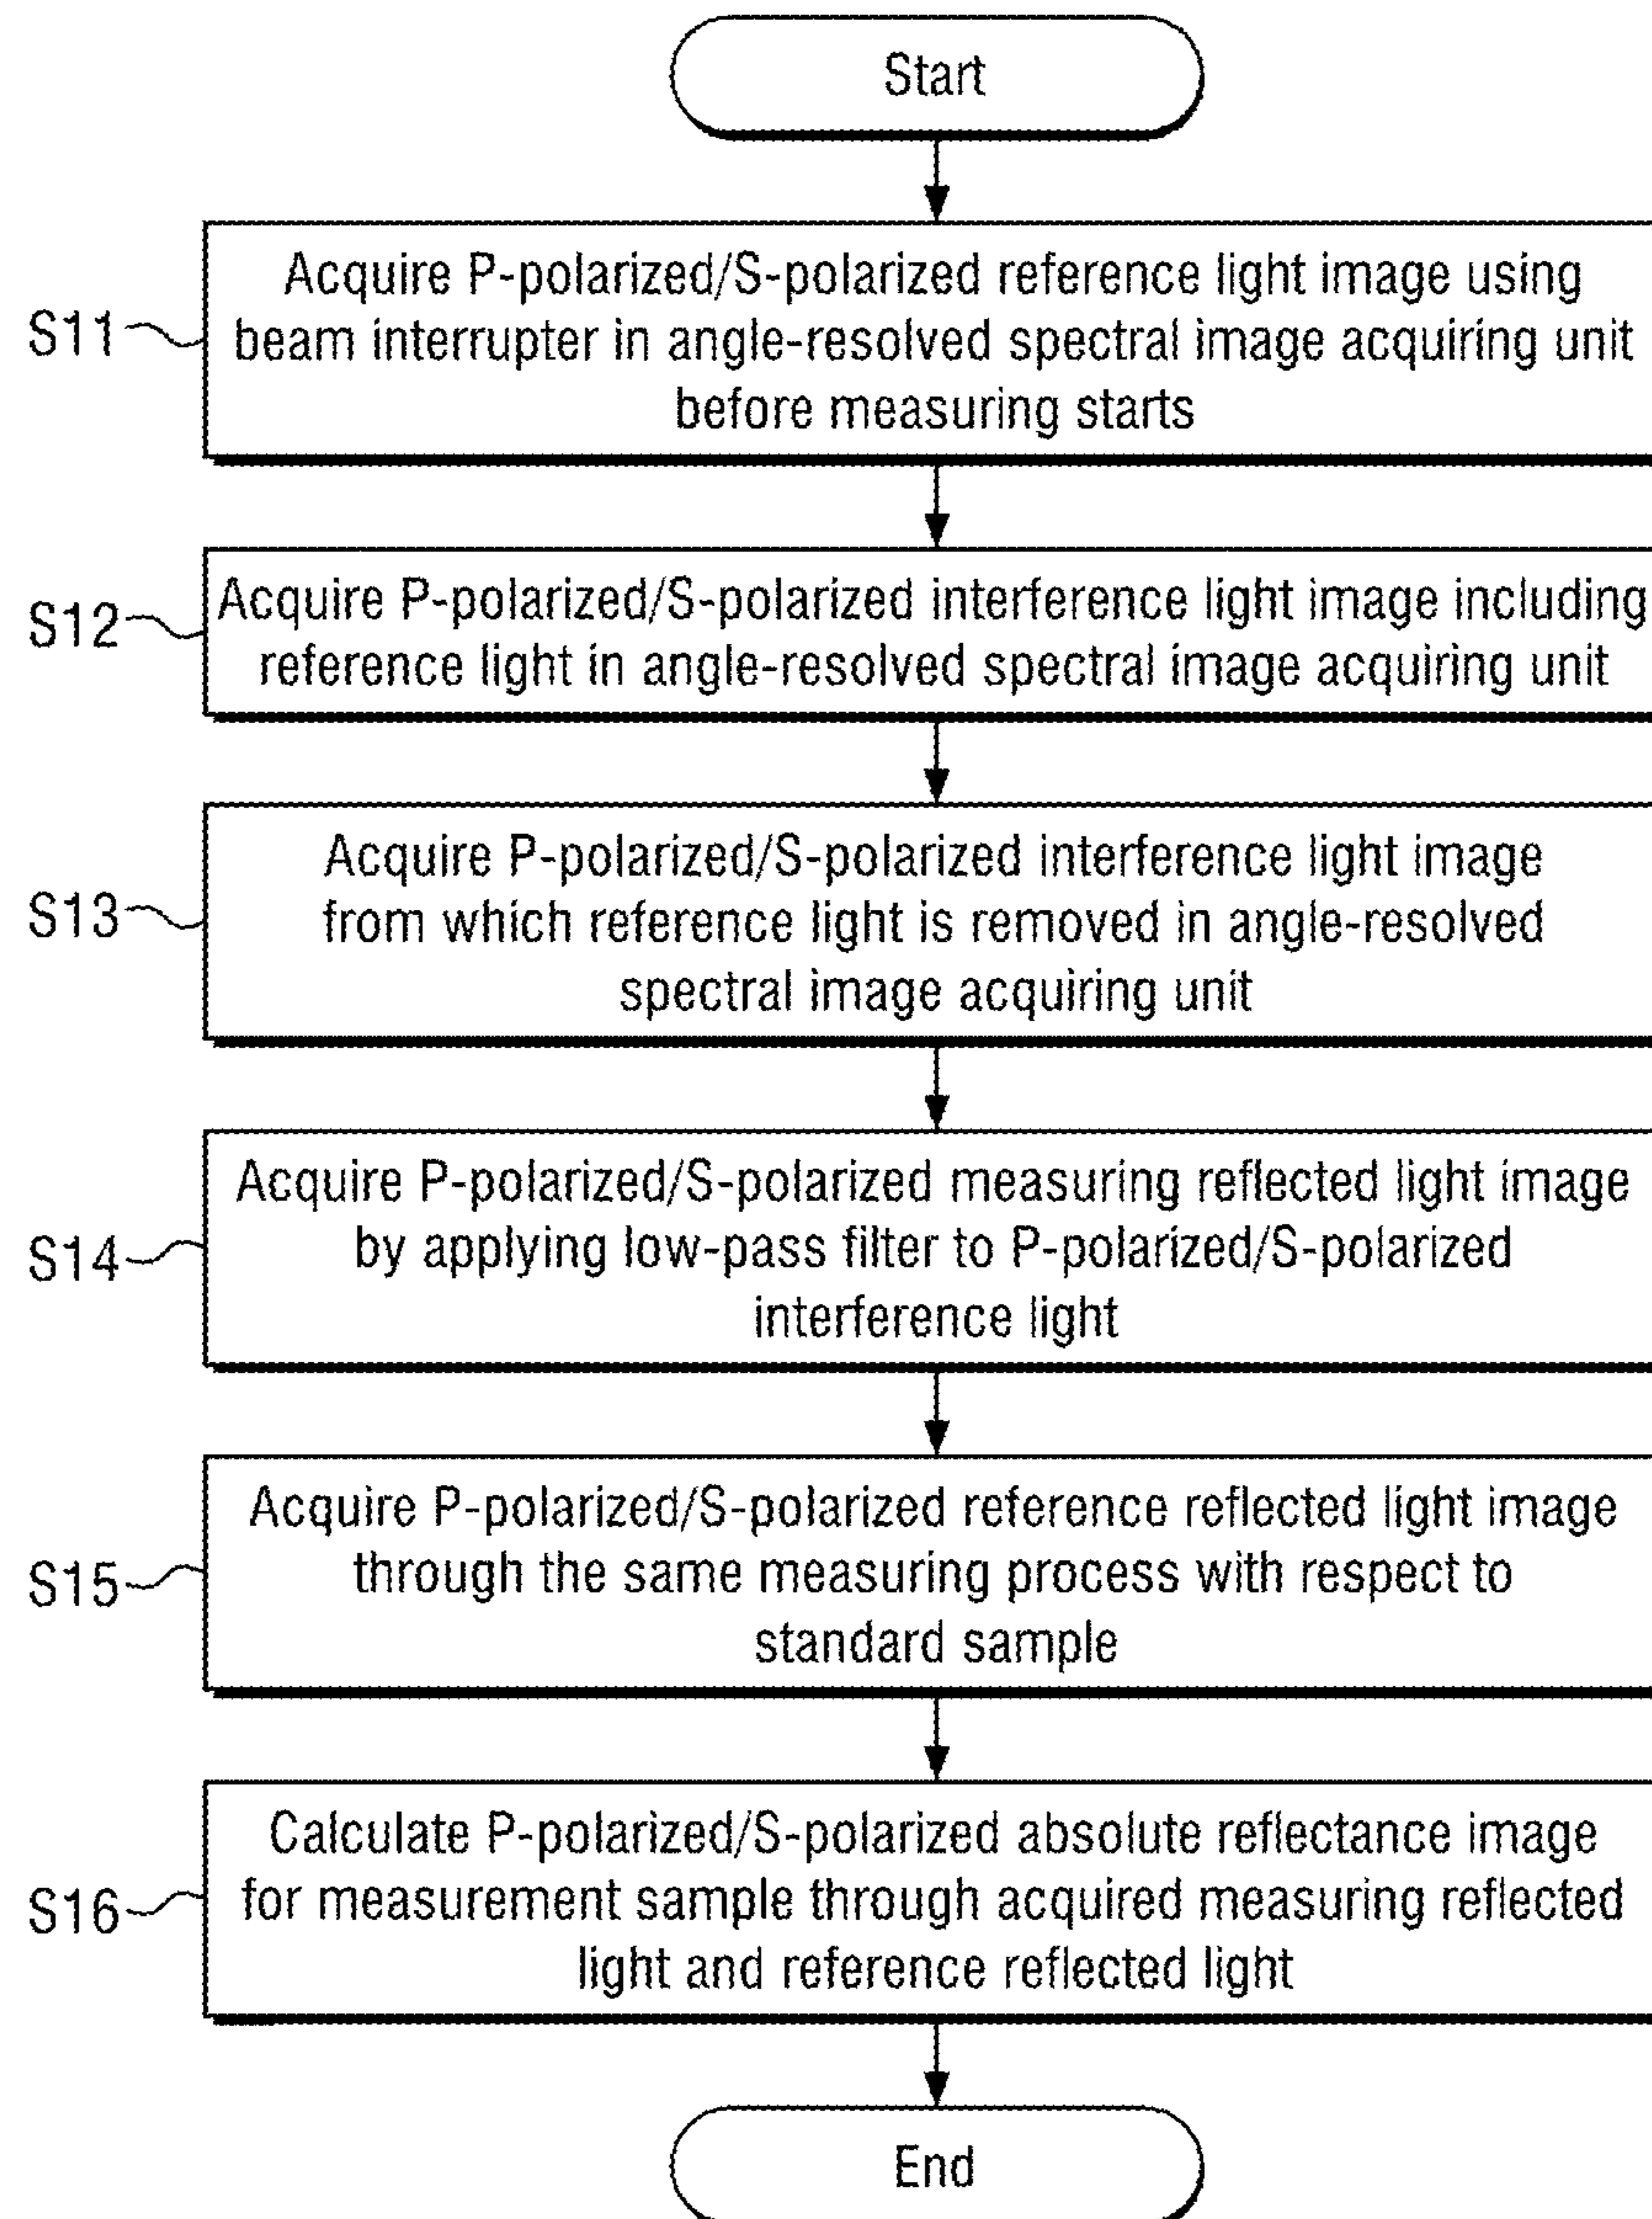 Start
S11
Acquire P-polarized/S-polarized reference light image using
beam interrupter in angle-resolved spectral image acquiring unit
before measuring starts
S12
Acquire P-polarized/S-polarized interference light image including
reference light in angle-resolved spectral image acquiring unit
S13
Acquire P-polarized/S-polarized interference light image
from which reference light is removed in angle-resolved
spectral image acquiring unit
S14
Acquire P-polarized/S-polarized measuring reflected light image
by applying low-pass filter to P-polarized/S-polarized
interference light
S15
Acquire P-polarized/S-polarized reference reflected light image
through the same measuring process with respect to
standard sample
S16
Calculate P-polarized/S-polarized absolute reflectance image
for measurement sample through acquired measuring reflected
light and reference reflected light
End